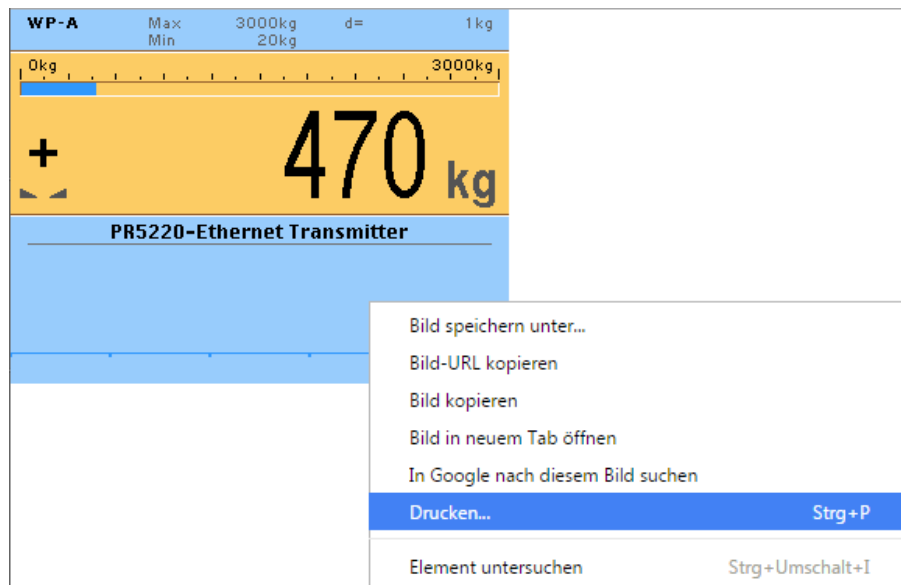 WP-A Max 3000kg d= 1kg
Min 20kg
0kg 3000kg
+ 470 kg
PR5220-Ethernet Transmitter
Bild speichern unter...
Bild-URL kopieren
Bild kopieren
Bild in neuem Tab öffnen
In Google nach diesem Bild suchen
Drucken... Strg+P
Element untersuchen Strg+Umschalt+I